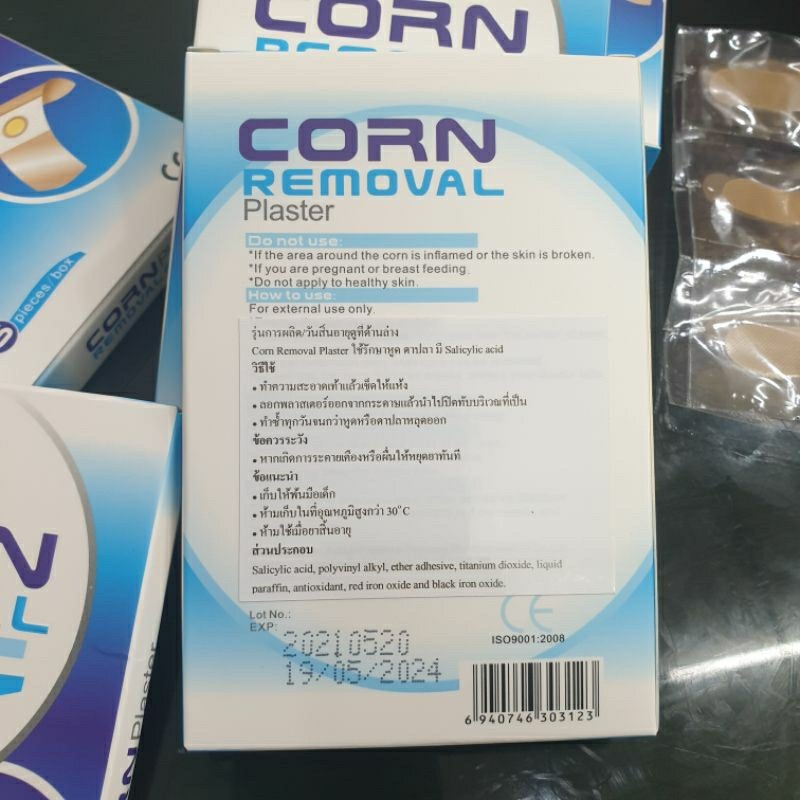 CORN
CORN
REMOVAL
Plaster
Do not use:
*If the area around the corn is inflamed or the skin is broken.
*If you are pregnant or breast feeding.
*Do not apply to healthy skin.
How to use:
For external use only.
รุ่นการผลิต/วันสิ้นอายุดูที่ด้านล่าง
Corn Removal Plaster ใช้รักษาหูด ตาปลา มี Salicylic acid
วิธีใช้
• ทำความสะอาดเท้าแล้วเช็ดให้แห้ง
• ลอกพลาสเตอร์ออกจากกระดาษแล้วนำไปปิดทับบริเวณที่เป็น
• ทำซ้ำทุกวันจนกว่าหูดหรือตาปลาหลุดออก
ข้อควรระวัง
• หากเกิดการระคายเคืองหรือผื่นให้หยุดยาทันที
ข้อแนะนำ
• เก็บให้พ้นมือเด็ก
• ห้ามเก็บในที่อุณหภูมิสูงกว่า 30°C
• ห้ามใช้เมื่อยาสิ้นอายุ
ส่วนประกอบ
Salicylic acid, polyvinyl alkyl, ether adhesive, titanium dioxide, liquid
paraffin, antioxidant, red iron oxide and black iron oxide.
Lot No.:
EXP:
20210520
19/05/2024
CE
ISO9001:2008
6 940746 303123
pieces/box
CORN
REMOVAL
N
Plaster